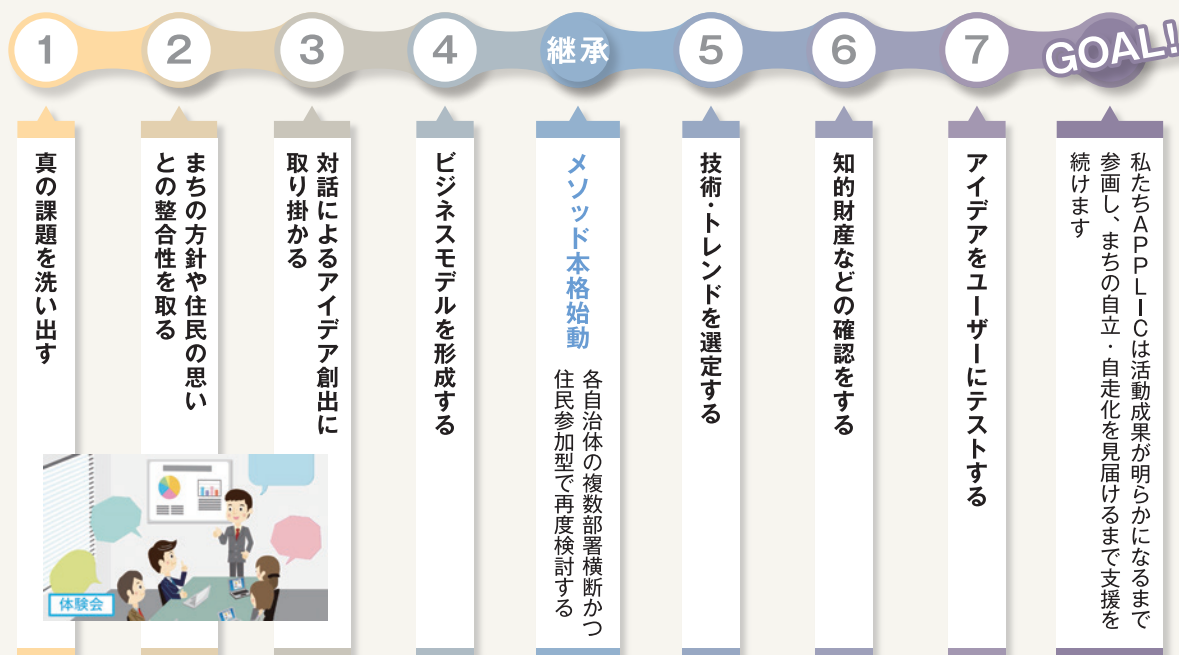 1
真の課題を洗い出す
2
まちの方針や住民の思い
との整合性を取る
3
対話によるアイデア創出に
取り掛かる
体験会
4
ビジネスモデルを形成する
継承
メソッド本格始動
各自治体の複数部署横断かつ
住民参加型で再度検討する
5
技術・トレンドを選定する
6
知的財産などの確認をする
7
アイデアをユーザーにテストする
GOAL!
私たちAPPLICは活動成果が明らかになるまで
参画し、まちの自立・自走化を見届けるまで支援を
続けます